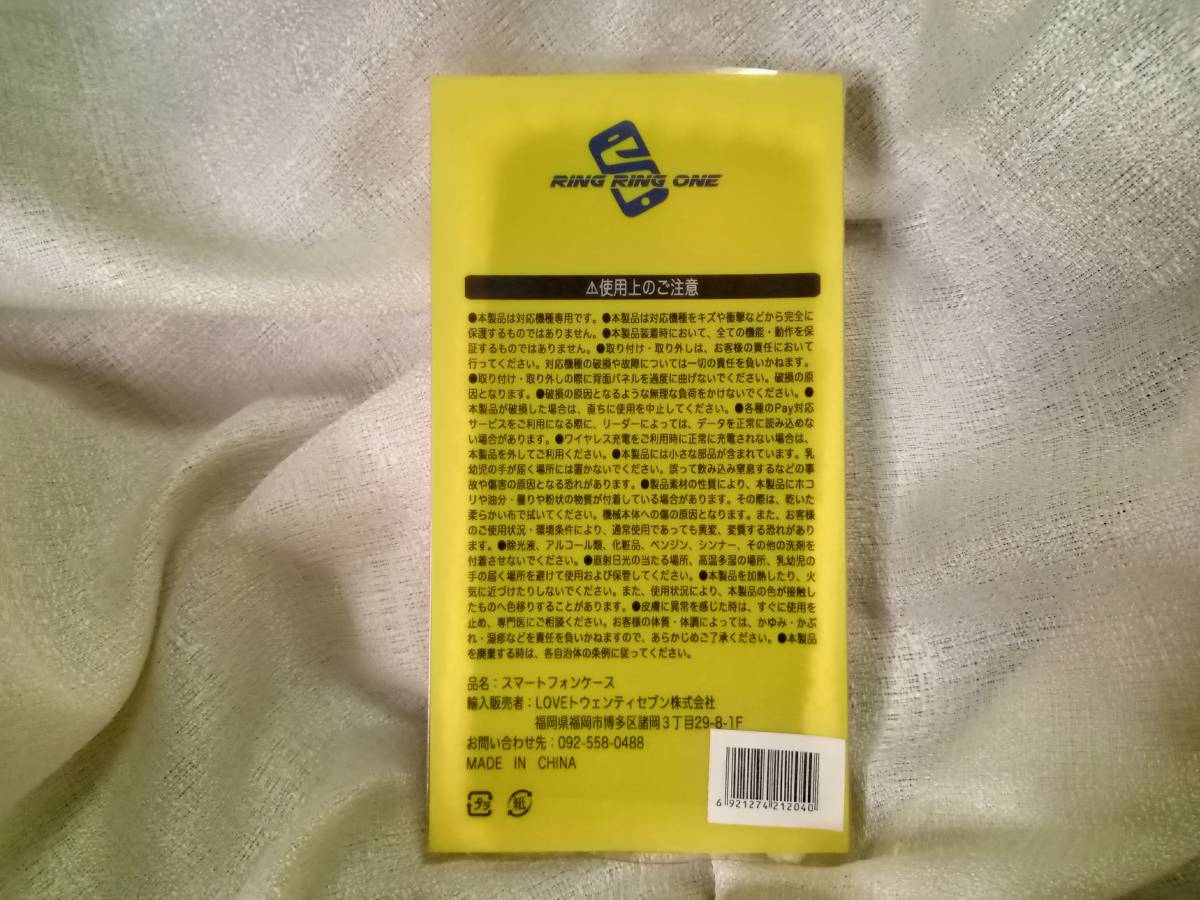 RING RING ONE
⚠使用上のご注意
●本製品は対応機種専用です。●本製品は対応機種をキズや衝撃などから完全に
保護するものではありません。●本製品装着時において、全ての機能・動作を保
証するものではありません。●取り付け・取り外しは、お客様の責任において
行ってください。対応機種の破損や故障については一切の責任を負いかねます。
●取り付け・取り外しの際に背面パネルを過度に曲げないでください。破損の原
因となります。●破損の原因となるような無理な負荷をかけないでください。●
本製品が破損した場合は、直ちに使用を中止してください。●各種のPay対応
サービスをご利用になる際に、リーダーによっては、データを正常に読み込めな
い場合があります。●ワイヤレス充電をご利用時に正常に充電されない場合は、
本製品を外してご利用ください。●本製品には小さな部品が含まれています。乳
幼児の手が届く場所には置かないでください。誤って飲み込み窒息するなどの事
故や傷害の原因となる恐れがあります。●製品素材の性質により、本製品にホコ
リや油分・曇りや粉状の物質が付着している場合があります。その際は、乾いた
柔らかい布で拭いてください。機械本体への傷の原因となります。また、お客様
のご使用状況・環境条件により、通常使用であっても黄変、変質する恐れがあり
ます。●除光液、アルコール類、化粧品、ベンジン、シンナー、その他の洗剤を
付着させないでください。●直射日光の当たる場所、高温多湿の場所、乳幼児の
手の届く場所を避けて使用および保管してください。●本製品を加熱したり、火
気に近づけたりしないでください。また、使用状況により、本製品の色が接触し
たものへ色移りすることがあります。●皮膚に異常を感じた時は、すぐに使用を
止め、専門医にご相談ください。お客様の体質・体調によっては、かゆみ・かぶ
れ・湿疹などを責任を負いかねますので、あらかじめご了承ください。●本製品
を廃棄する時は、各自治体の条例に従ってください。
品名：スマートフォンケース
輸入販売者：LOVEトウェンティセブン株式会社
福岡県福岡市博多区諸岡３丁目29-8-1F
お問い合わせ先：092-558-0488
MADE IN CHINA
プラ 紙
6 921274 212040